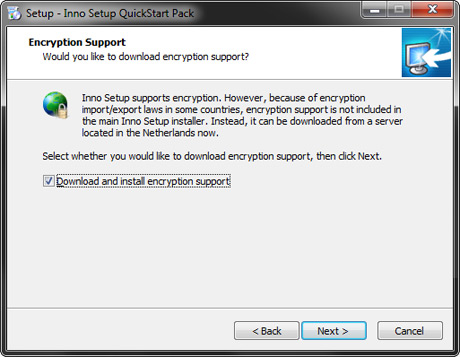 Setup - Inno Setup QuickStart Pack
Encryption Support
Would you like to download encryption support?
Inno Setup supports encryption. However, because of encryption
import/export laws in some countries, encryption support is not included in
the main Inno Setup installer. Instead, it can be downloaded from a server
located in the Netherlands now.
Select whether you would like to download encryption support, then click Next.
Download and install encryption support
< Back
Next >
Cancel